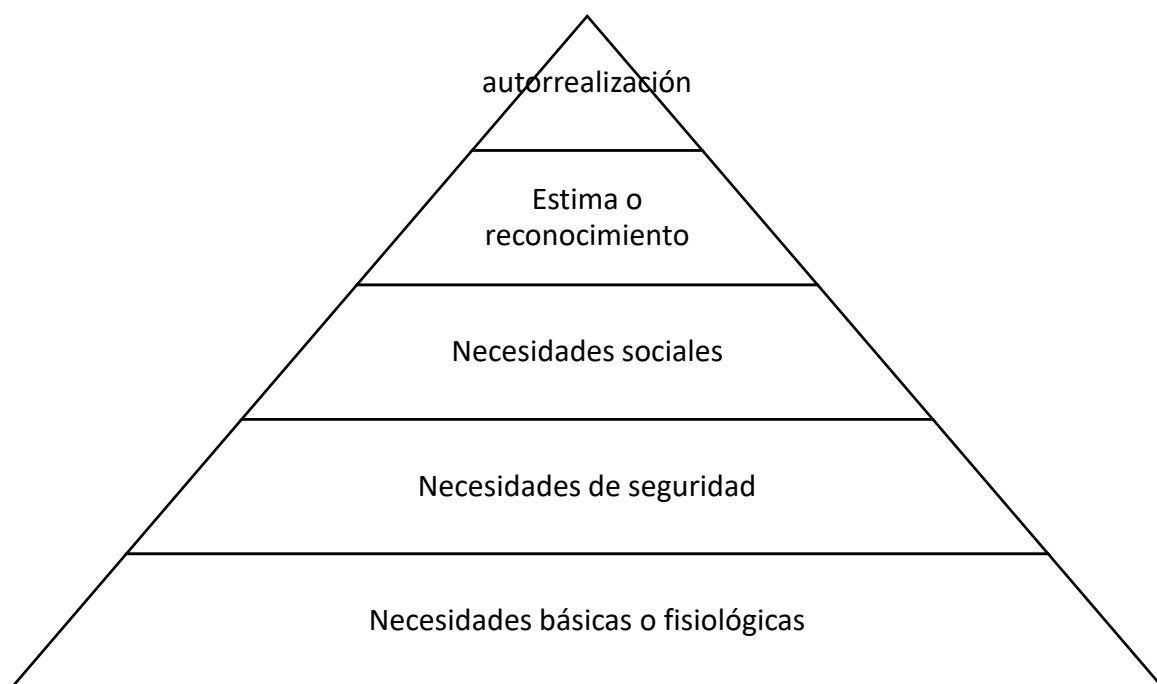 autorrealización
Estima o
reconocimiento
Necesidades sociales
Necesidades de seguridad
Necesidades básicas o fisiológicas